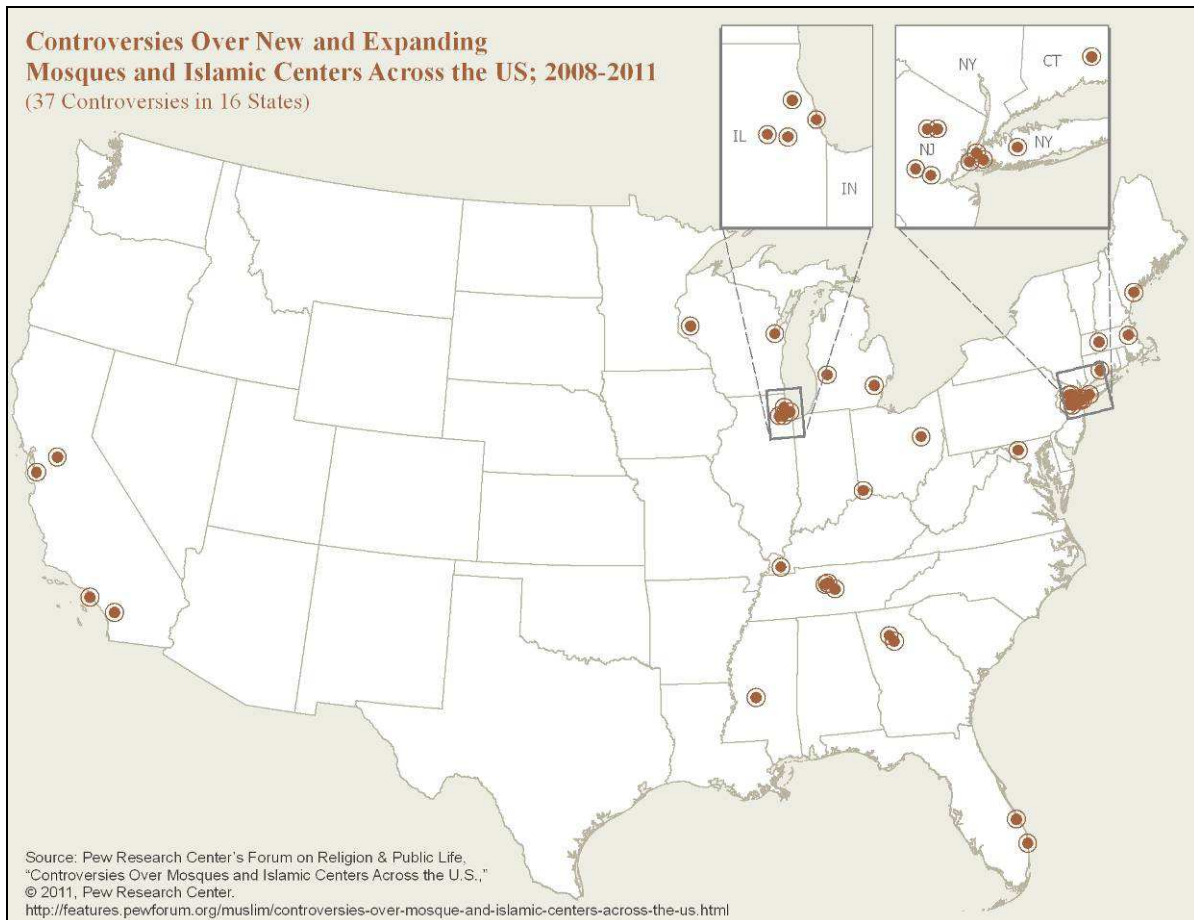 Controversies Over New and Expanding
Mosques and Islamic Centers Across the US; 2008-2011
(37 Controversies in 16 States)
IL
IN
NY
CT
NJ
NY
Source: Pew Research Center's Forum on Religion & Public Life,
"Controversies Over Mosques and Islamic Centers Across the U.S.,"
© 2011, Pew Research Center.
http://features.pewforum.org/muslim/controversies-over-mosque-and-islamic-centers-across-the-us.html